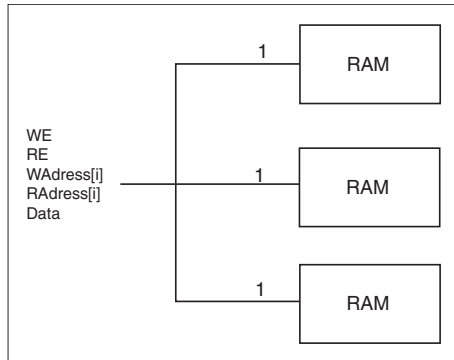 1
RAM
WE
RE
WAdress[i]
RAdress[i]
Data
1
RAM
1
RAM